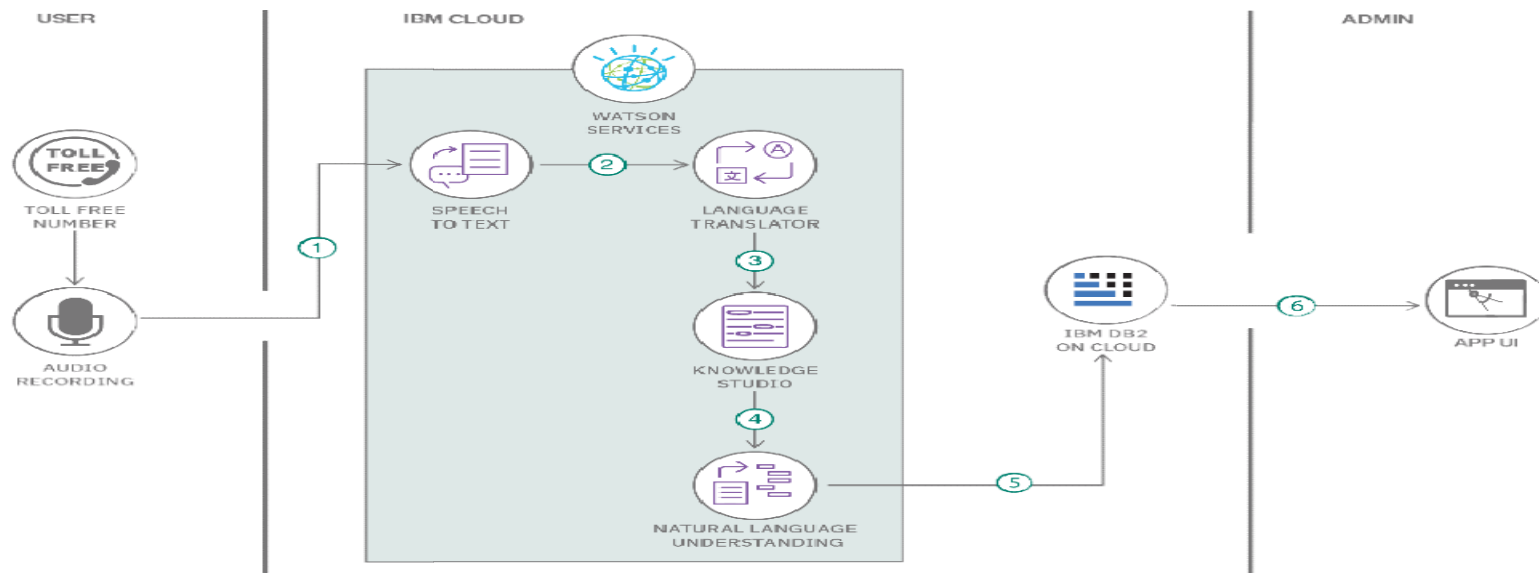 USER
IBM CLOUD
ADMIN
WATSON
SERVICES
TOLL
FREE
TOLL FREE
NUMBER
SPEECH
TO TEXT
2
A
文
LANGUAGE
TRANSLATOR
1
3
AUDIO
RECORDING
KNOWLEDGE
STUDIO
4
NATURAL LANGUAGE
UNDERSTANDING
5
IBM DB2
ON CLOUD
6
APP UI